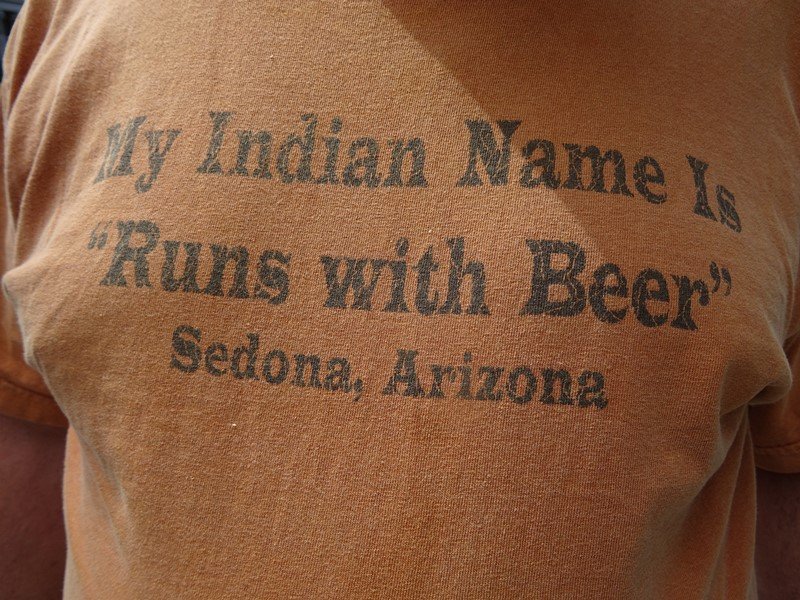 My Indian Name Is
“Runs with Beer”
Sedona, Arizona